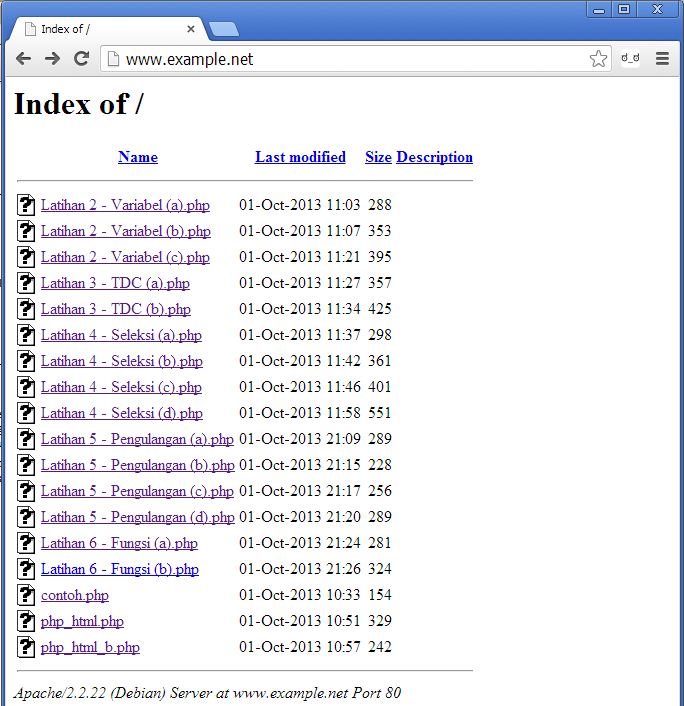 Index of /
www.example.net
Index of /
Name Last modified Size Description
Latihan 2 - Variabel (a).php 01-Oct-2013 11:03 288
Latihan 2 - Variabel (b).php 01-Oct-2013 11:07 353
Latihan 2 - Variabel (c).php 01-Oct-2013 11:21 395
Latihan 3 - TDC (a).php 01-Oct-2013 11:27 357
Latihan 3 - TDC (b).php 01-Oct-2013 11:34 425
Latihan 4 - Seleksi (a).php 01-Oct-2013 11:37 298
Latihan 4 - Seleksi (b).php 01-Oct-2013 11:42 361
Latihan 4 - Seleksi (c).php 01-Oct-2013 11:46 401
Latihan 4 - Seleksi (d).php 01-Oct-2013 11:58 551
Latihan 5 - Pengulangan (a).php 01-Oct-2013 21:09 289
Latihan 5 - Pengulangan (b).php 01-Oct-2013 21:15 228
Latihan 5 - Pengulangan (c).php 01-Oct-2013 21:17 256
Latihan 5 - Pengulangan (d).php 01-Oct-2013 21:20 289
Latihan 6 - Fungsi (a).php 01-Oct-2013 21:24 281
Latihan 6 - Fungsi (b).php 01-Oct-2013 21:26 324
contoh.php 01-Oct-2013 10:33 154
php_html.php 01-Oct-2013 10:51 329
php_html_b.php 01-Oct-2013 10:57 242
Apache/2.2.22 (Debian) Server at www.example.net Port 80